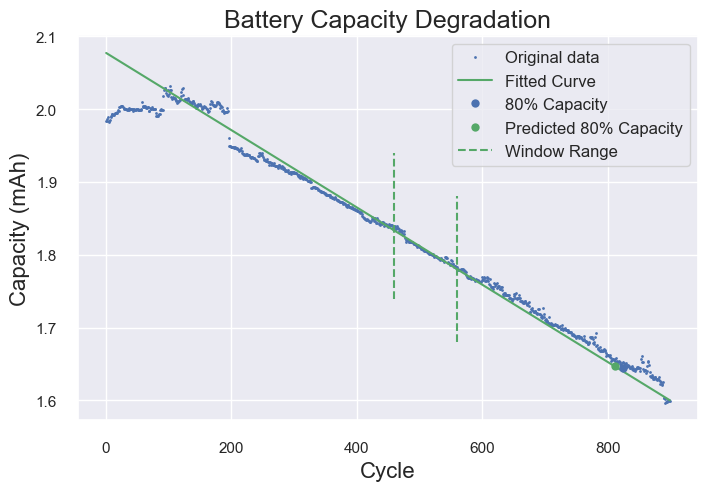 Battery Capacity Degradation
Capacity (mAh)
2.1
2.0
1.9
1.8
1.7
1.6
Original data
Fitted Curve
80% Capacity
Predicted 80% Capacity
Window Range
0 200 400 600 800
Cycle